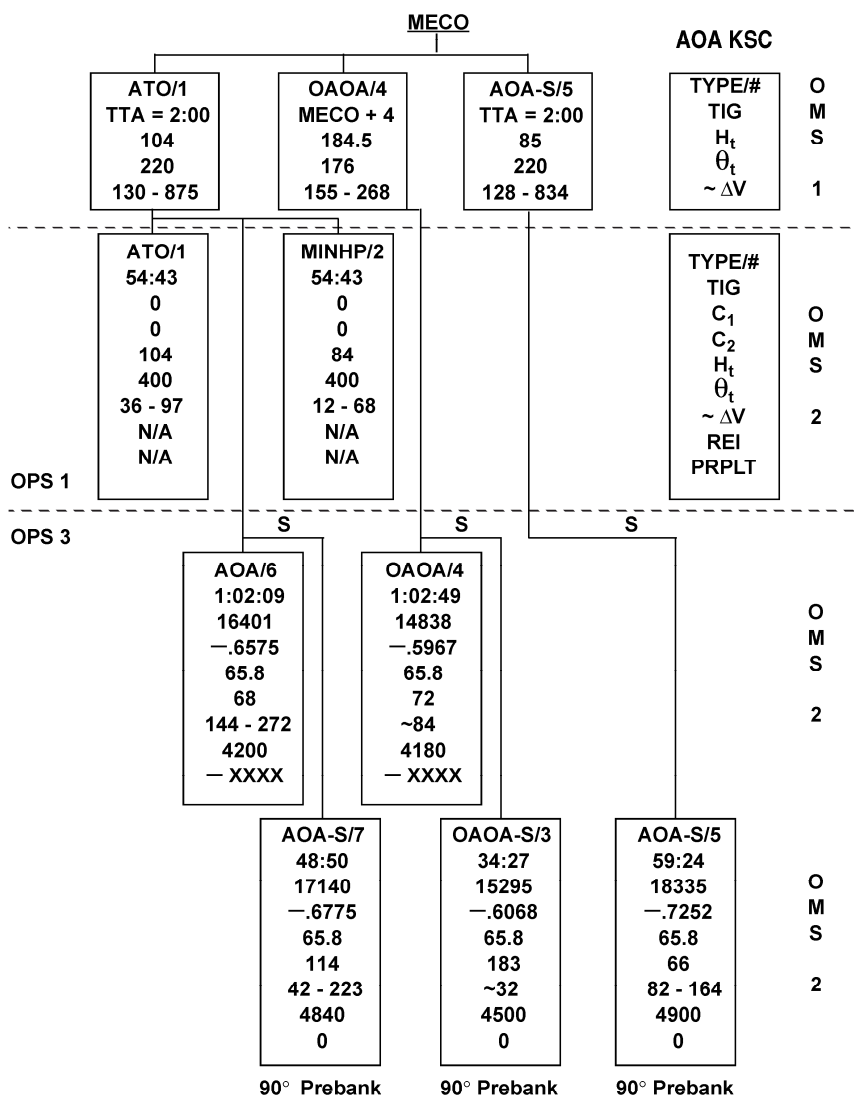 MECO
AOA KSC
ATO/1
TTA = 2:00
104
220
130 - 875
OAOA/4
MECO + 4
184.5
176
155 - 268
AOA-S/5
TTA = 2:00
85
220
128 - 834
TYPE/#
TIG
Ht
θt
~ ΔV
O
M
S
1
ATO/1
54:43
0
0
104
400
36 - 97
N/A
N/A
MINHP/2
54:43
0
0
84
400
12 - 68
N/A
N/A
TYPE/#
TIG
C1
C2
Ht
θt
~ ΔV
REI
PRPLT
O
M
S
2
OPS 1
OPS 3
S
S
S
AOA/6
1:02:09
16401
—.6575
65.8
68
144 - 272
4200
— XXXX
OAOA/4
1:02:49
14838
—.5967
65.8
72
~84
4180
— XXXX
O
M
S
2
AOA-S/7
48:50
17140
—.6775
65.8
114
42 - 223
4840
0
90° Prebank
OAOA-S/3
34:27
15295
—.6068
65.8
183
~32
4500
0
90° Prebank
AOA-S/5
59:24
18335
—.7252
65.8
66
82 - 164
4900
0
90° Prebank
O
M
S
2